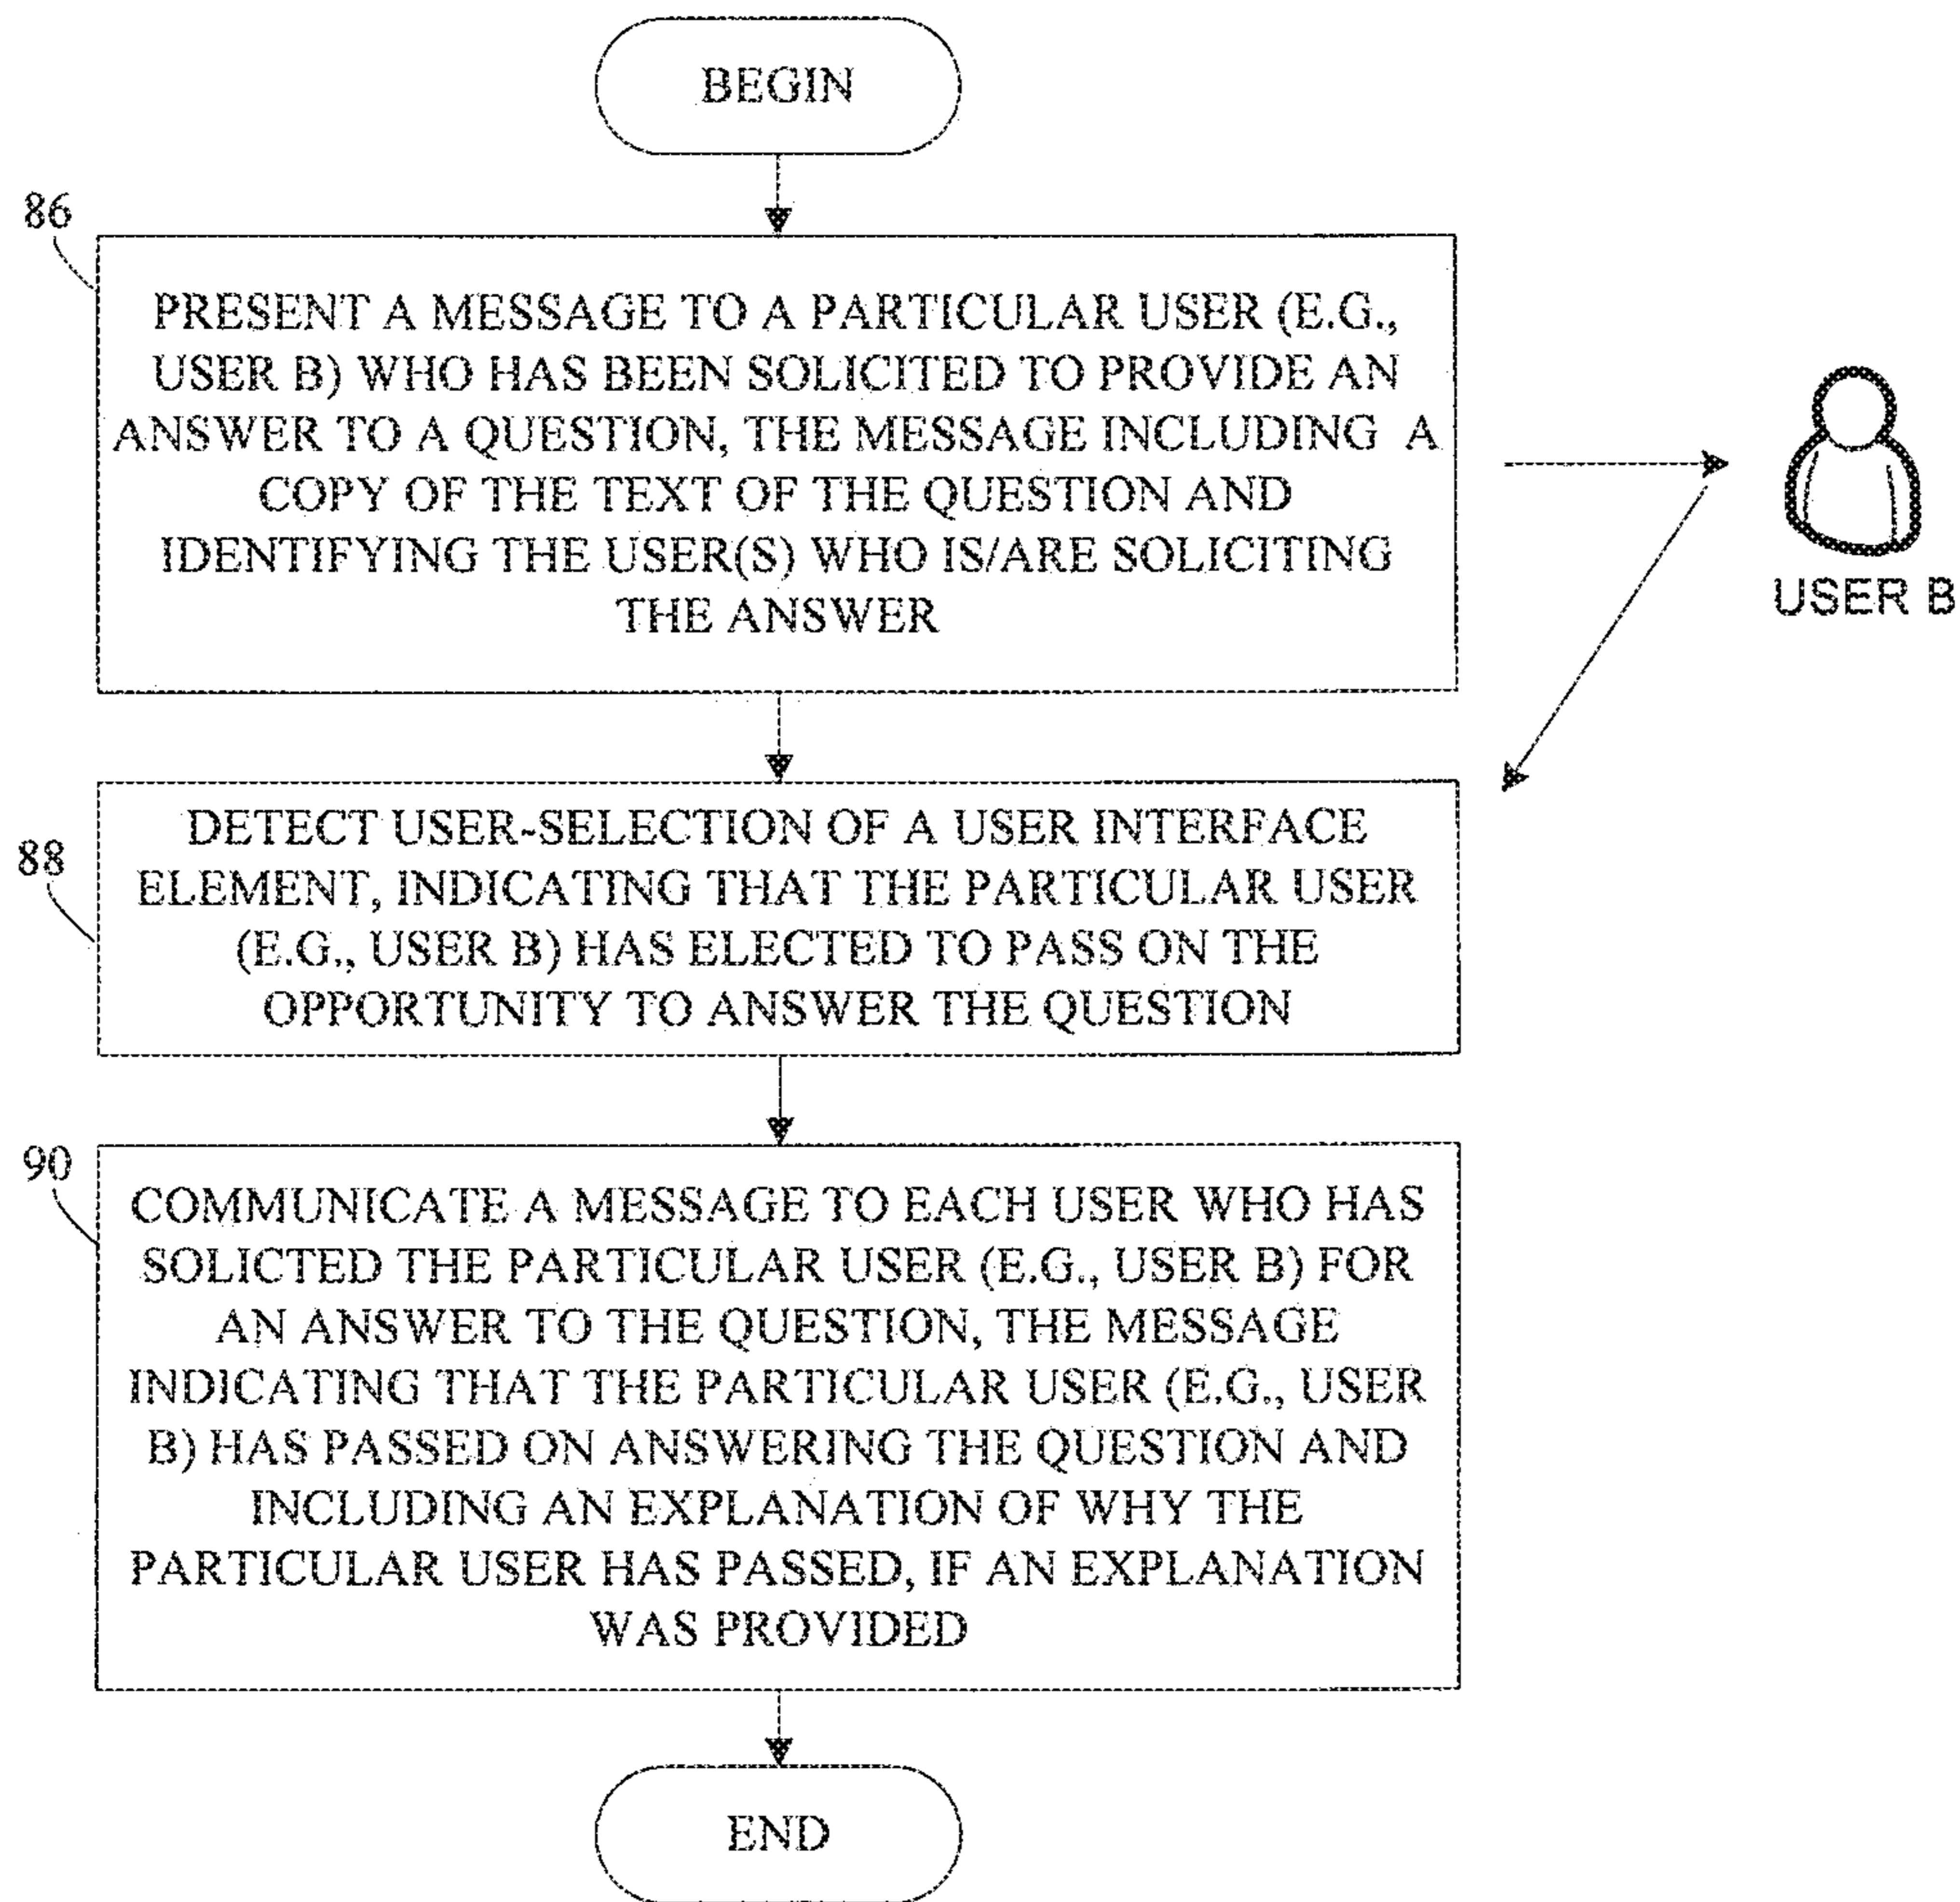 BEGIN
86
PRESENT A MESSAGE TO A PARTICULAR USER (E.G.,
USER B) WHO HAS BEEN SOLICITED TO PROVIDE AN
ANSWER TO A QUESTION, THE MESSAGE INCLUDING A
COPY OF THE TEXT OF THE QUESTION AND
IDENTIFYING THE USER(S) WHO IS/ARE SOLICITING
THE ANSWER
USER B
88
DETECT USER-SELECTION OF A USER INTERFACE
ELEMENT, INDICATING THAT THE PARTICULAR USER
(E.G., USER B) HAS ELECTED TO PASS ON THE
OPPORTUNITY TO ANSWER THE QUESTION
90
COMMUNICATE A MESSAGE TO EACH USER WHO HAS
SOLICTED THE PARTICULAR USER (E.G., USER B) FOR
AN ANSWER TO THE QUESTION, THE MESSAGE
INDICATING THAT THE PARTICULAR USER (E.G., USER
B) HAS PASSED ON ANSWERING THE QUESTION AND
INCLUDING AN EXPLANATION OF WHY THE
PARTICULAR USER HAS PASSED, IF AN EXPLANATION
WAS PROVIDED
END